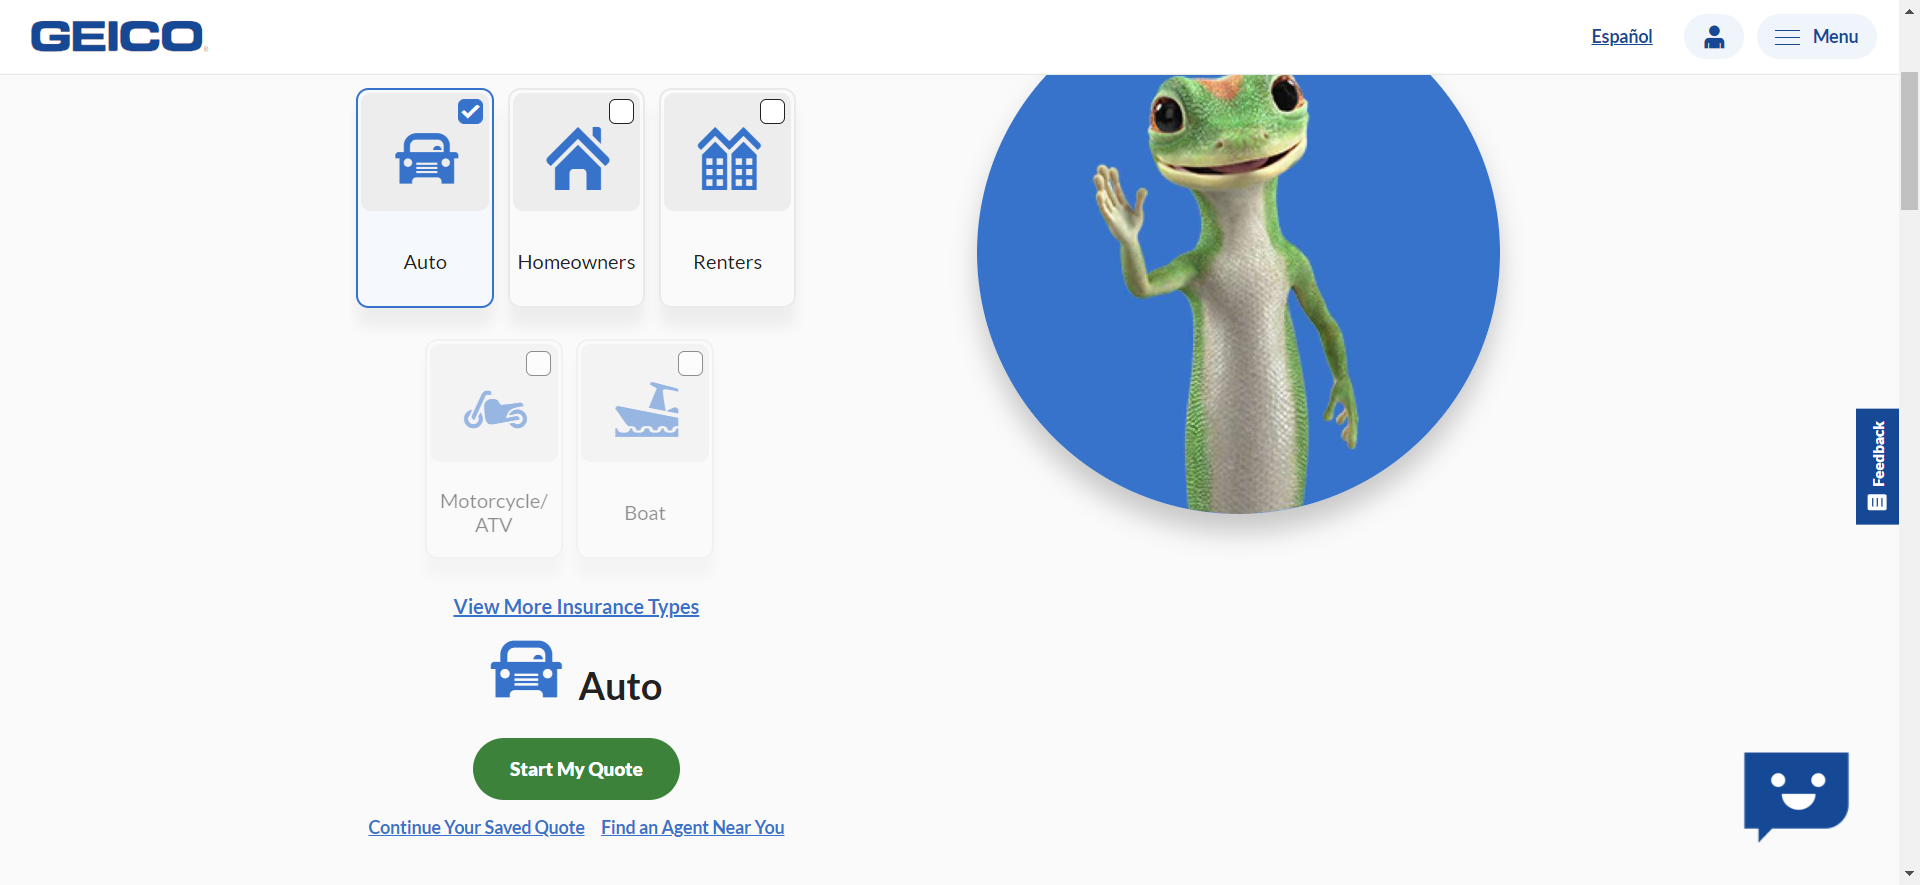 GEICO
Español
Menu
Auto
Homeowners
Renters
Motorcycle/
ATV
Boat
View More Insurance Types
Auto
Start My Quote
Continue Your Saved Quote
Find an Agent Near You
Feedback